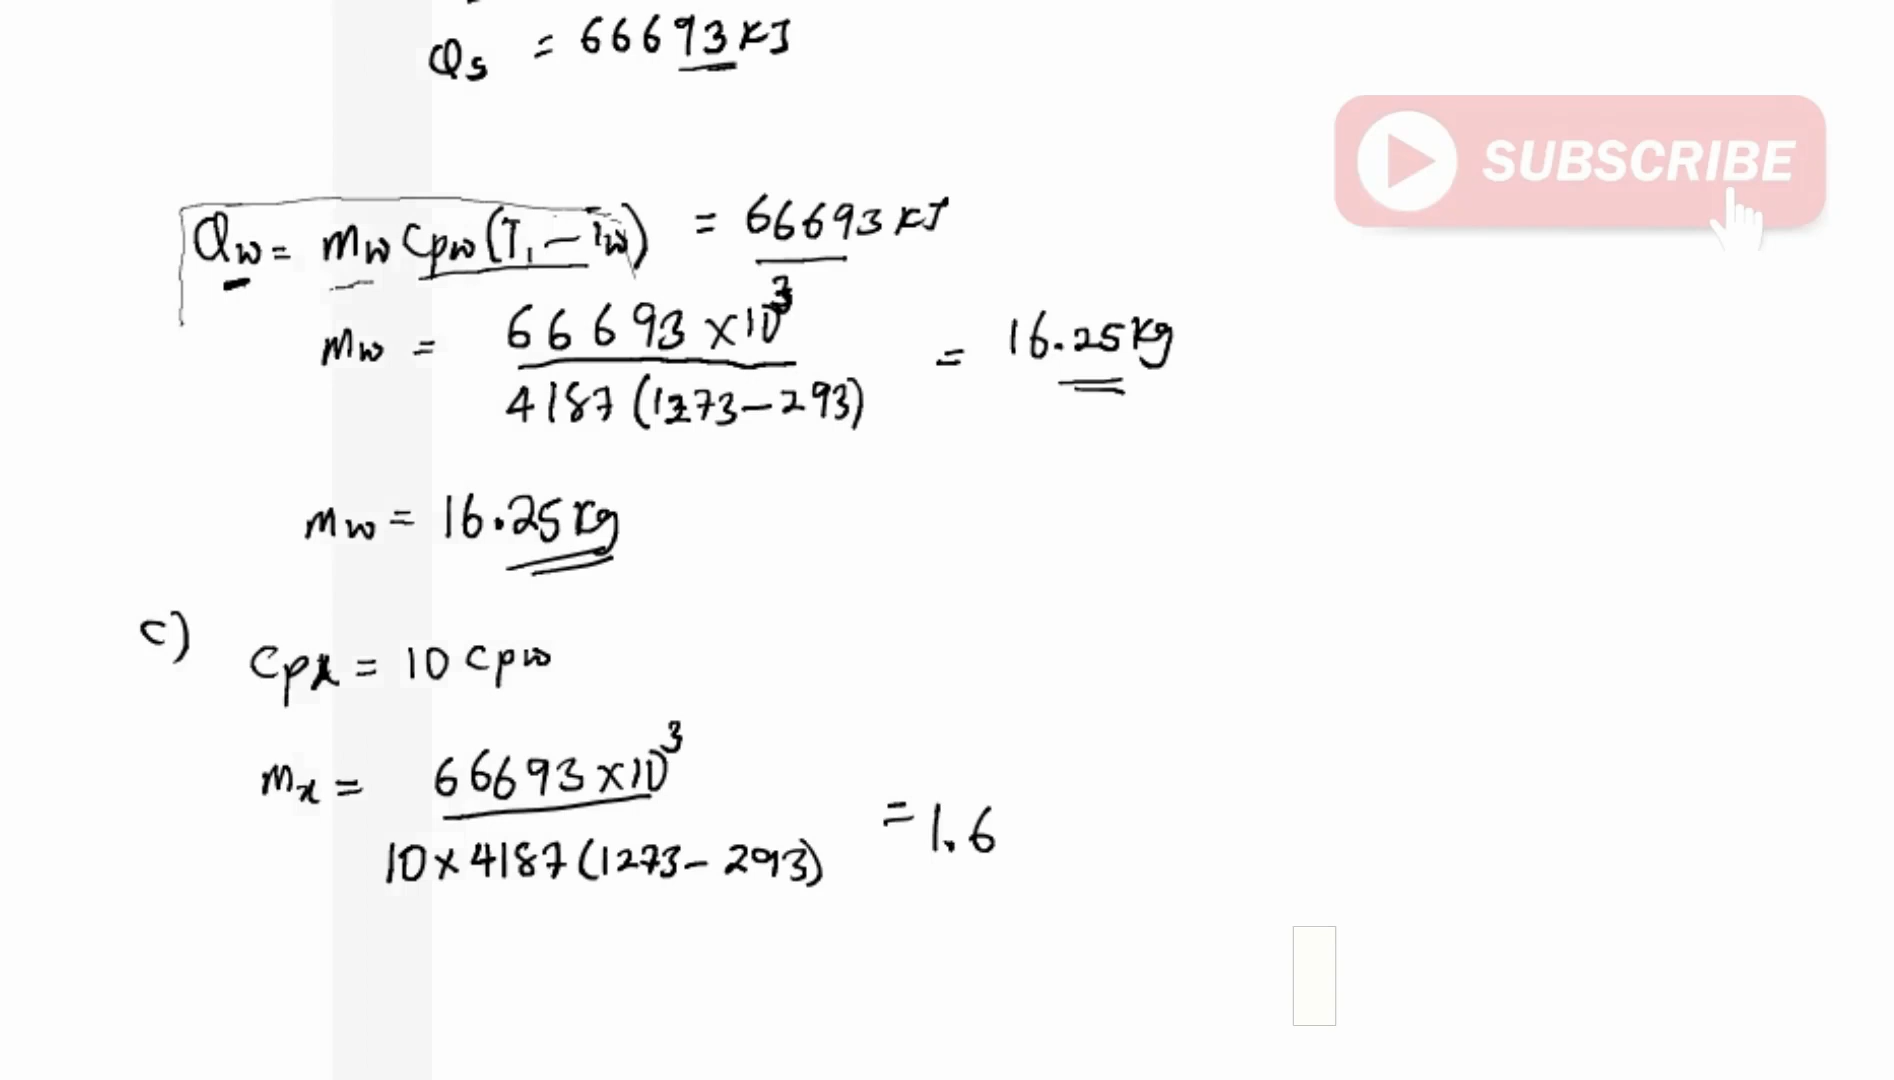 Qs = 66693 KJ
SUBSCRIBE
Qw = mw Cpw (T1 - Tw) = 66693 KJ
mw = 66693 x 10^3 / 4187 (1273 - 293) = 16.25 kg
mw = 16.25 kg
c)
Cpx = 10 Cpw
mx = 66693 x 10^3 / 10 x 4187 (1273 - 293) = 1.6